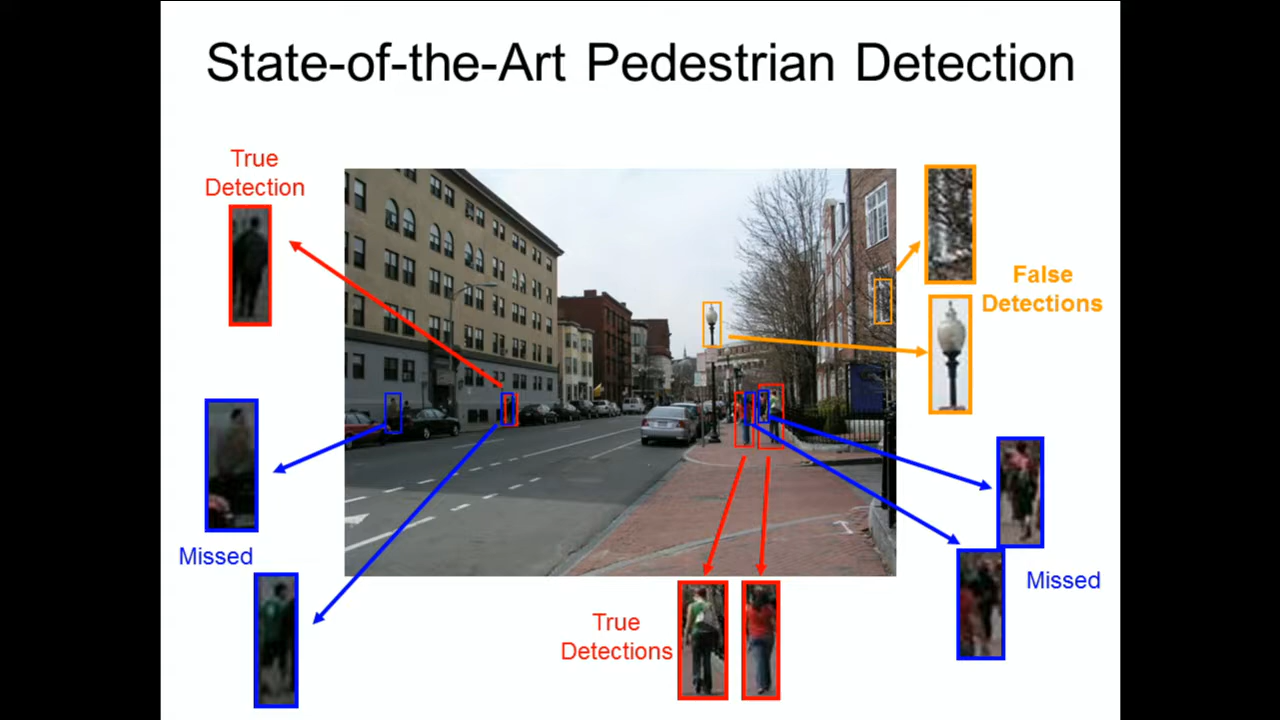 State-of-the-Art Pedestrian Detection
True
Detection
False
Detections
Missed
Missed
True
Detections